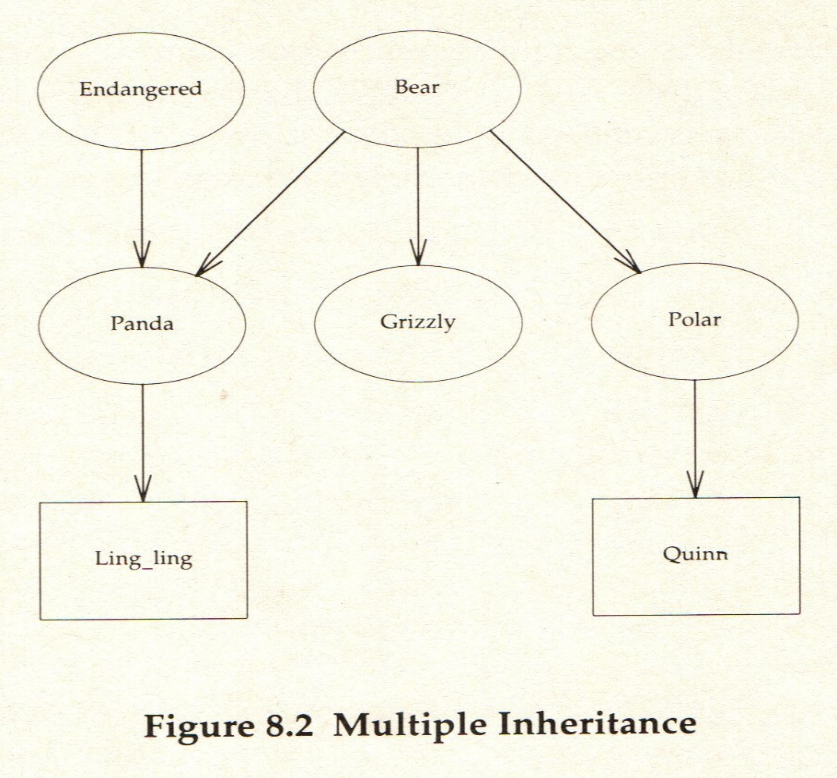 Endangered
Bear
Panda
Grizzly
Polar
Ling_ling
Quinn
Figure 8.2 Multiple Inheritance